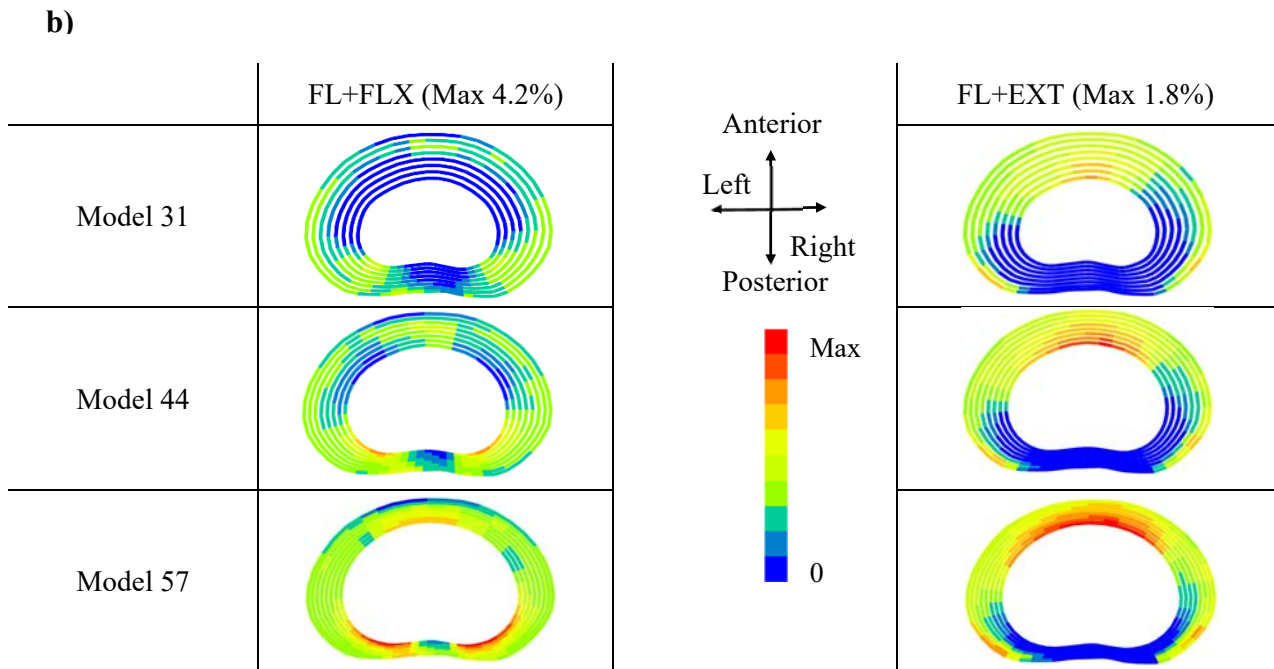 b)
FL+FLX (Max 4.2%)
FL+EXT (Max 1.8%)
Anterior
Left
Right
Posterior
Model 31
Max
Model 44
0
Model 57